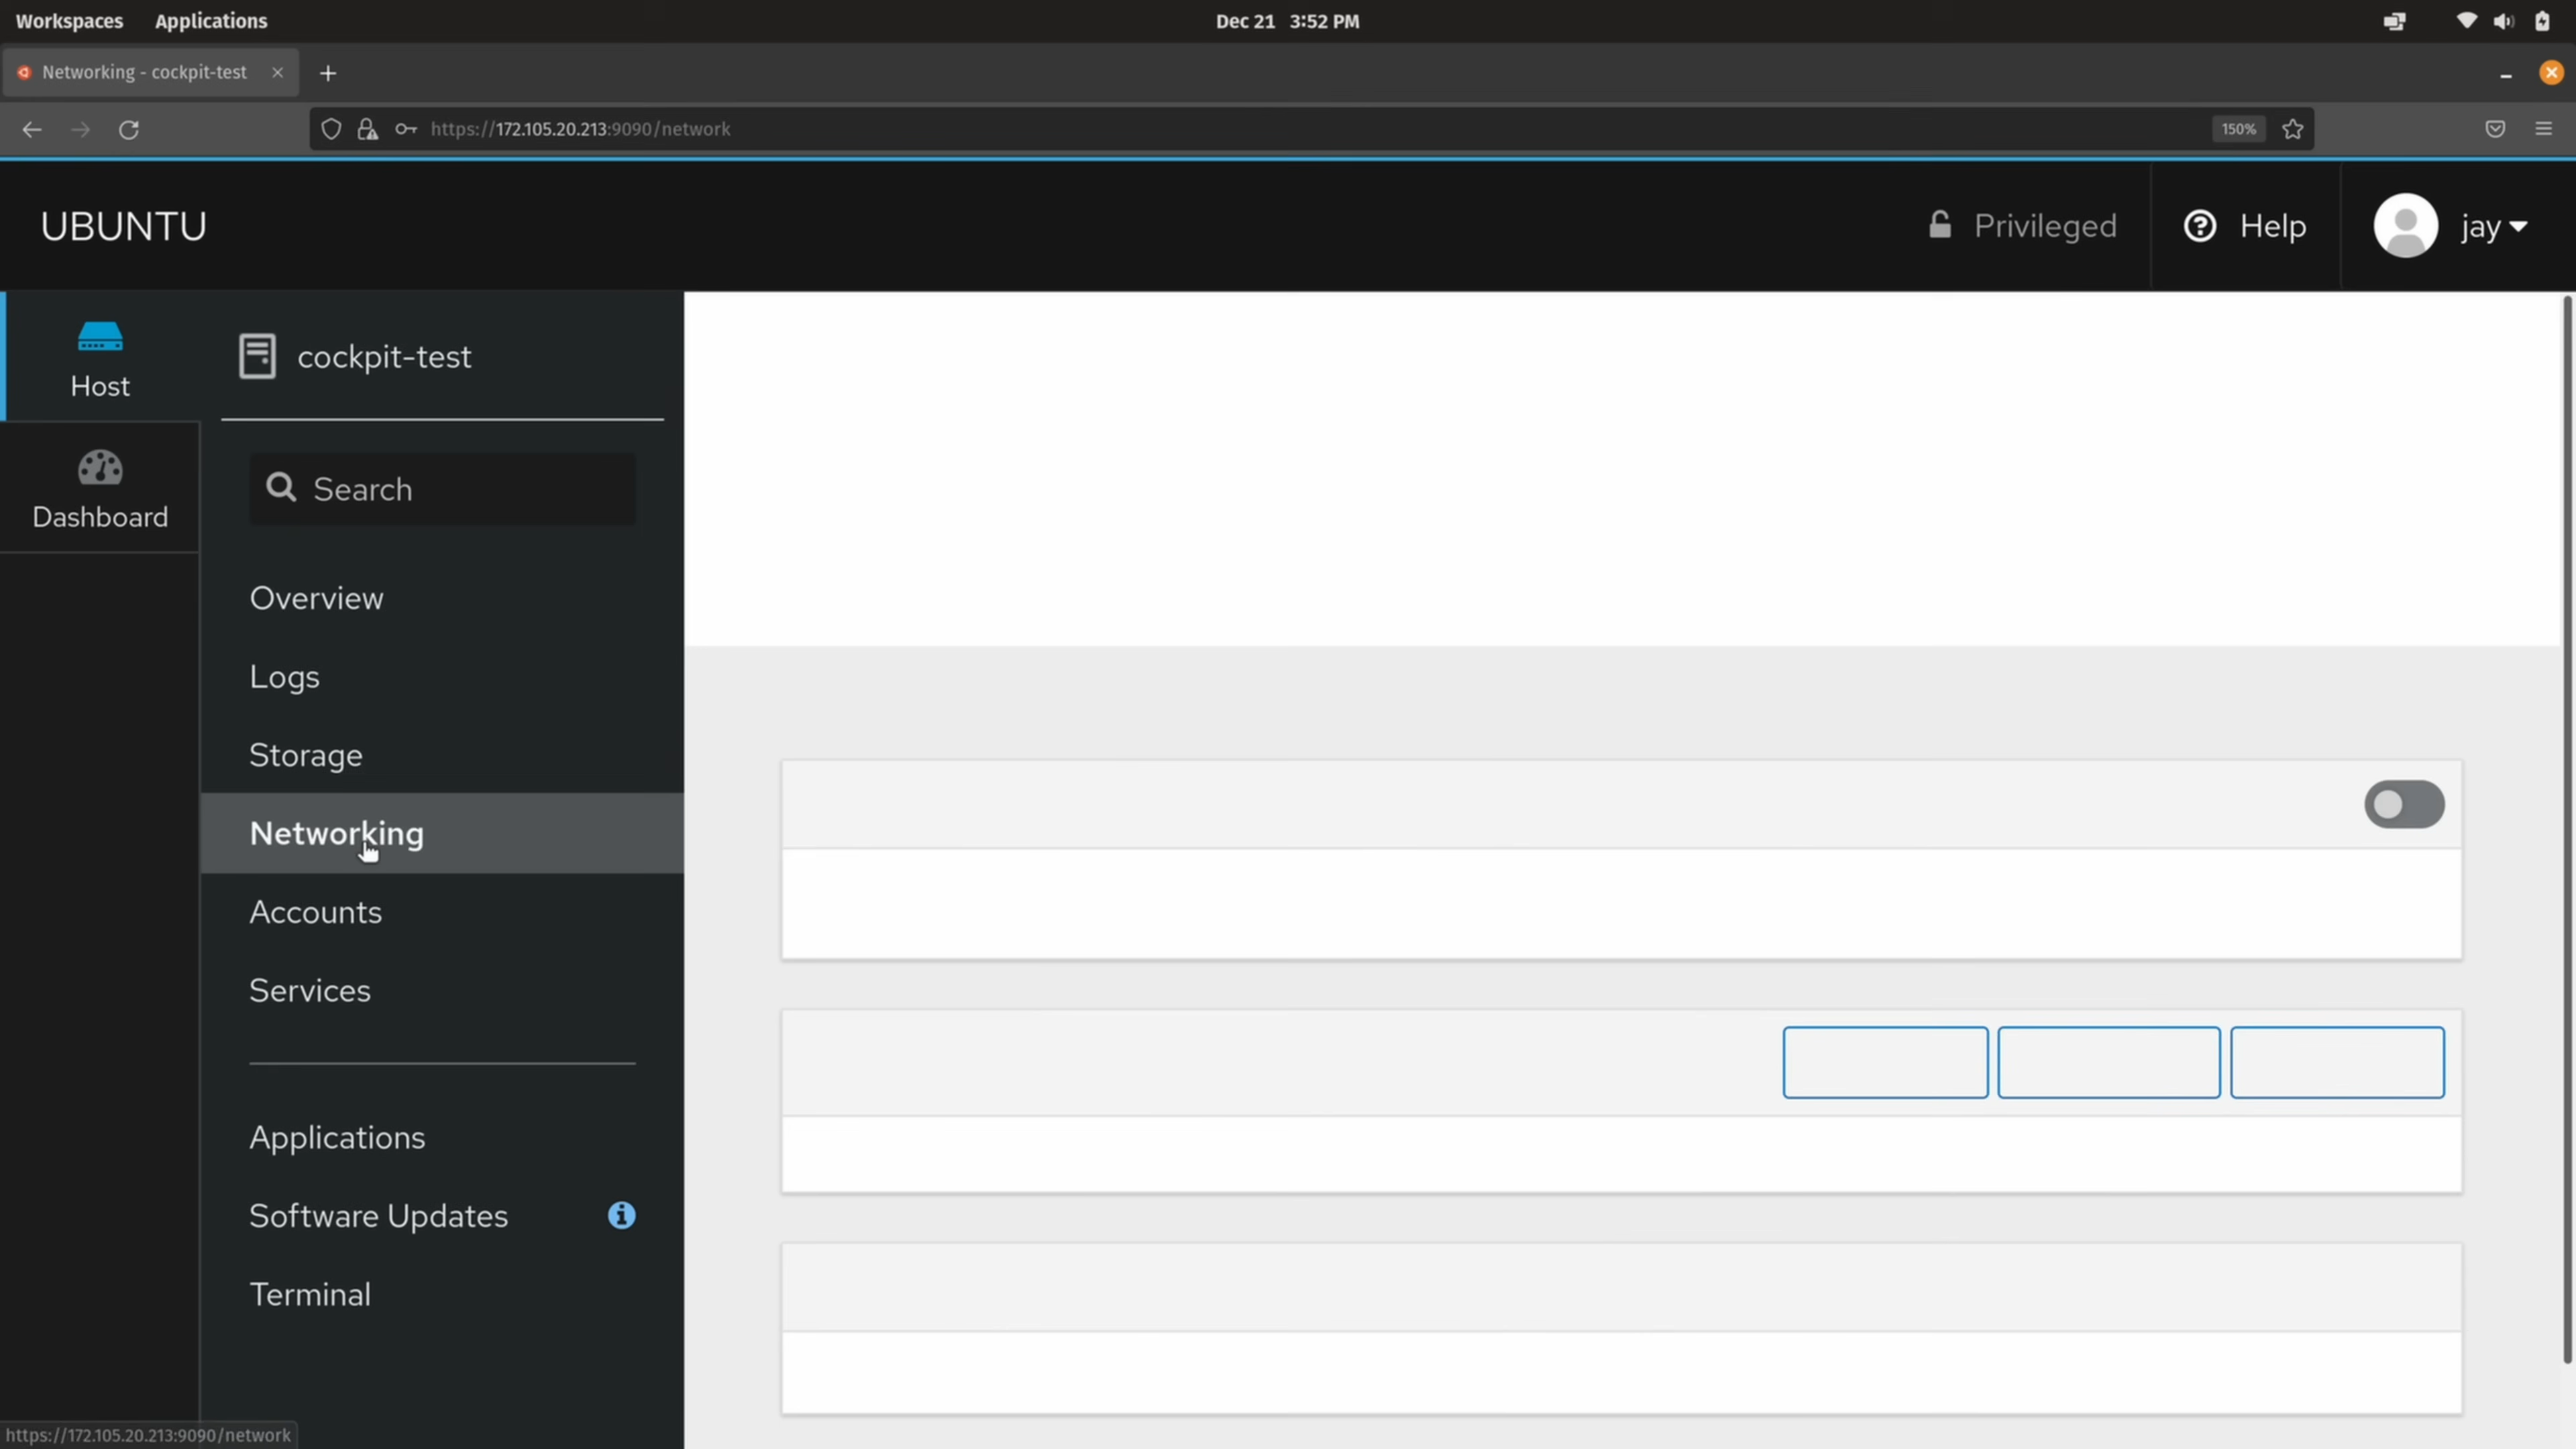 Workspaces Applications Dec 21 3:52 PM
Networking - cockpit-test
https://172.105.20.213:9090/network 150%
UBUNTU Privileged Help jay
Host
Dashboard
cockpit-test
Search
Overview
Logs
Storage
Networking
Accounts
Services
Applications
Software Updates
Terminal
https://172.105.20.213:9090/network